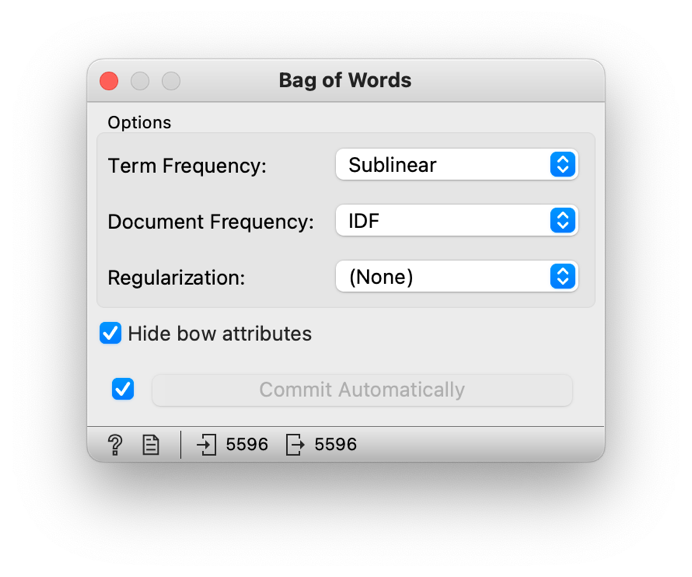 Bag of Words
Options
Term Frequency: Sublinear
Document Frequency: IDF
Regularization: (None)
Hide bow attributes
Commit Automatically
? 5596 5596